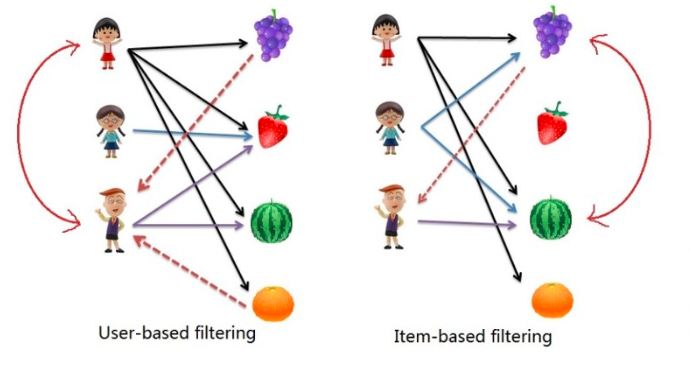 User-based filtering
Item-based filtering